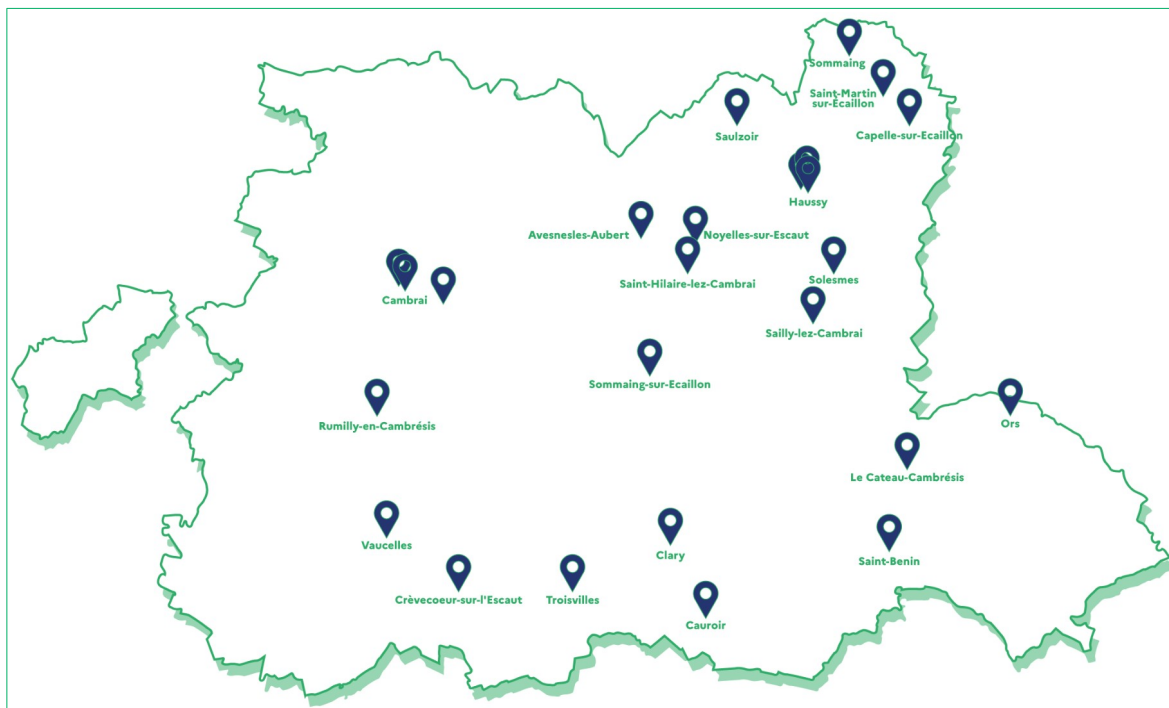 Sommaing
Saint-Martin
sur-Écaillon
Saulzoir
Capelle-sur-Ecaillon
Haussy
Avesnesles-Aubert
Noyelles-sur-Escaut
Saint-Hilaire-lez-Cambrai
Solesmes
Cambrai
Sailly-lez-Cambrai
Sommaing-sur-Ecaillon
Rumilly-en-Cambrésis
Ors
Le Cateau-Cambrésis
Vaucelles
Clary
Saint-Benin
Crèvecoeur-sur-l'Escaut
Troisvilles
Cauroir